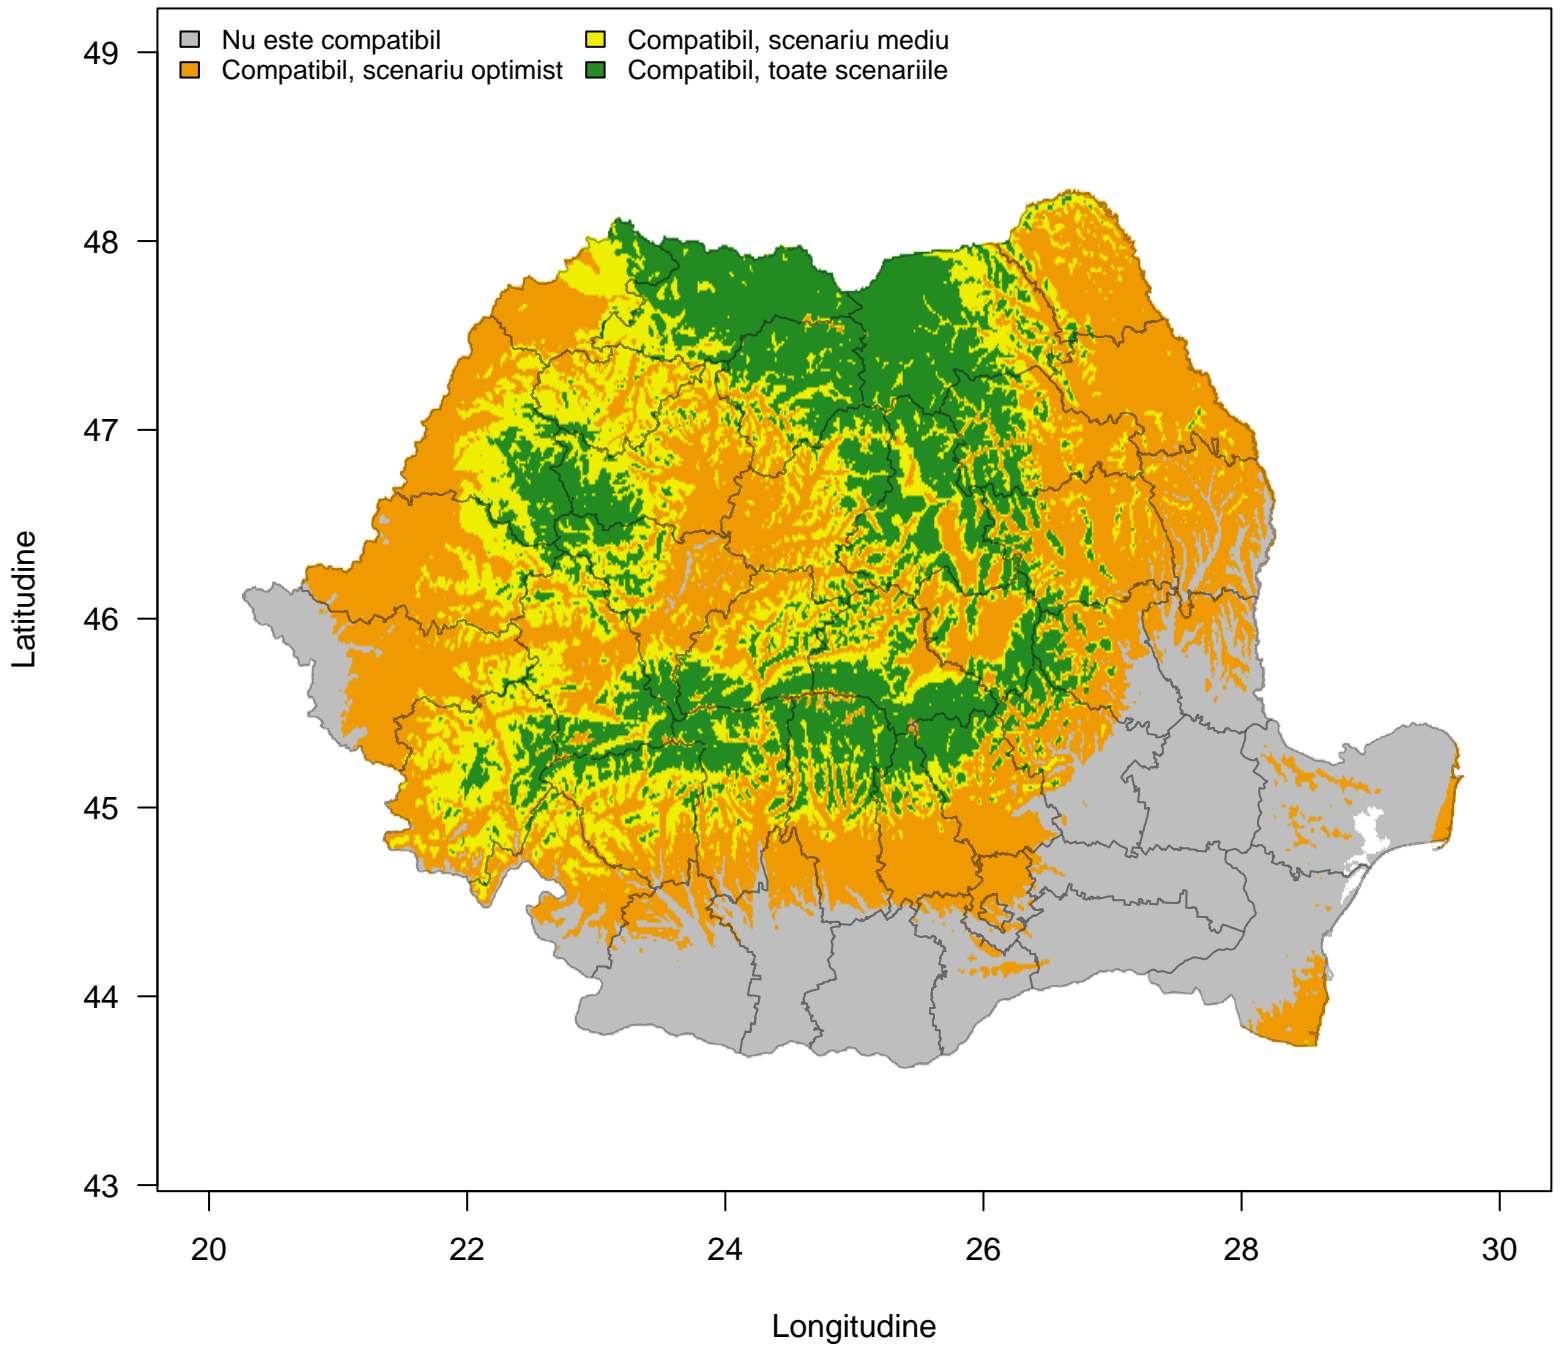 Nu este compatibil
Compatibil, scenariu optimist
Compatibil, scenariu mediu
Compatibil, toate scenariile
49
48
47
46
45
44
43
Latitudine
20 22 24 26 28 30
Longitudine